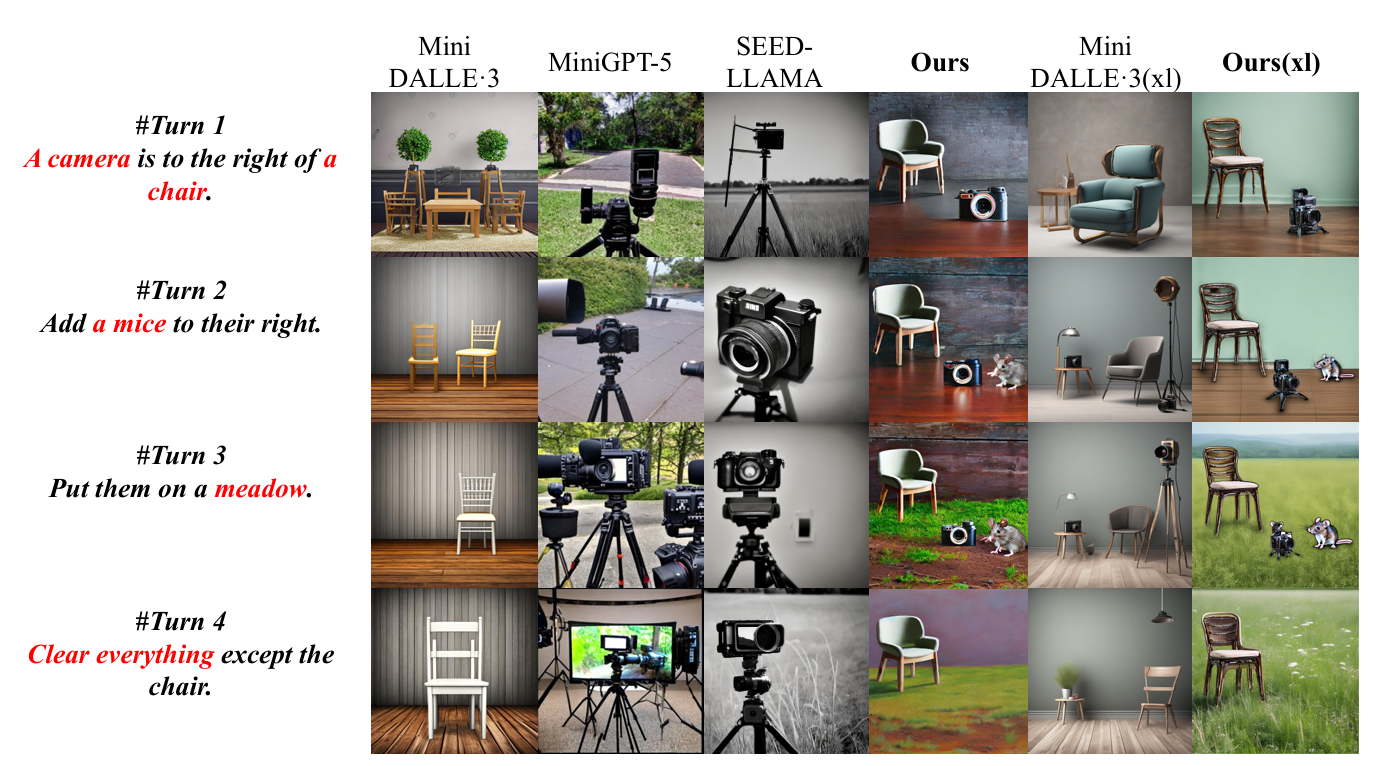 Mini
DALLE·3
MiniGPT-5
SEED-
LLAMA
Ours
Mini
DALLE·3(xl)
Ours(xl)
#Turn 1
A camera is to the right of a
chair.
#Turn 2
Add a mice to their right.
#Turn 3
Put them on a meadow.
#Turn 4
Clear everything except the
chair.